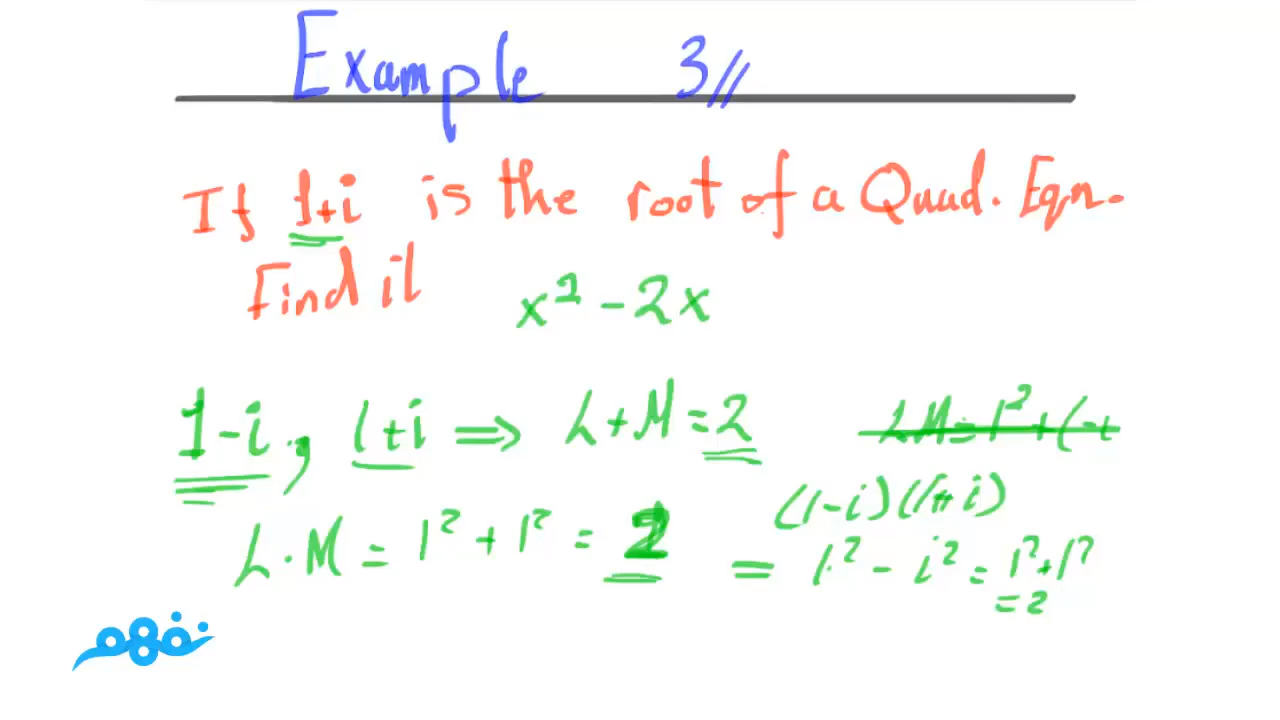 Example 3//
If 1+i is the root of a Quad. Eqn.
Find it
x² - 2x
1-i , 1+i ⇒ L+M = 2
L.M = 1² + 1² = 2
(1-i)(1+i)
= 1² - i² = 1²+1²
= 2
نفهم